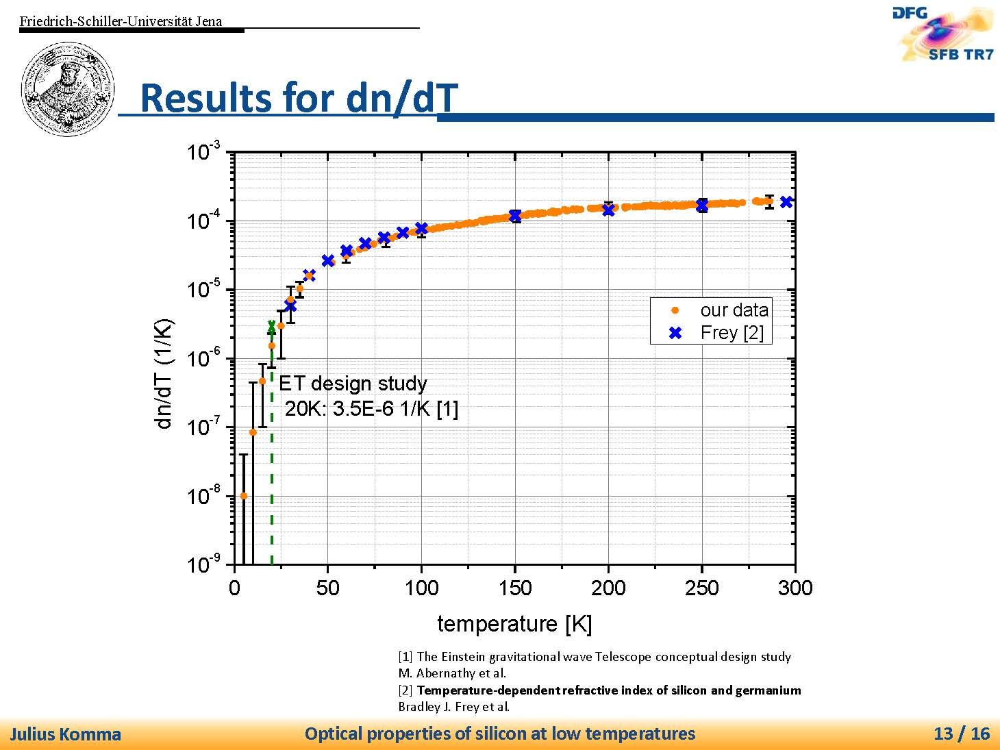 Friedrich-Schiller-Universität Jena
DFG
SFB TR7
Results for dn/dT
10-3
10-4
10-5
10-6
10-7
10-8
10-9
dn/dT (1/K)
our data
Frey [2]
ET design study
20K: 3.5E-6 1/K [1]
0 50 100 150 200 250 300
temperature [K]
[1] The Einstein gravitational wave Telescope conceptual design study
M. Abernathy et al.
[2] Temperature-dependent refractive index of silicon and germanium
Bradley J. Frey et al.
Julius Komma Optical properties of silicon at low temperatures 13 / 16